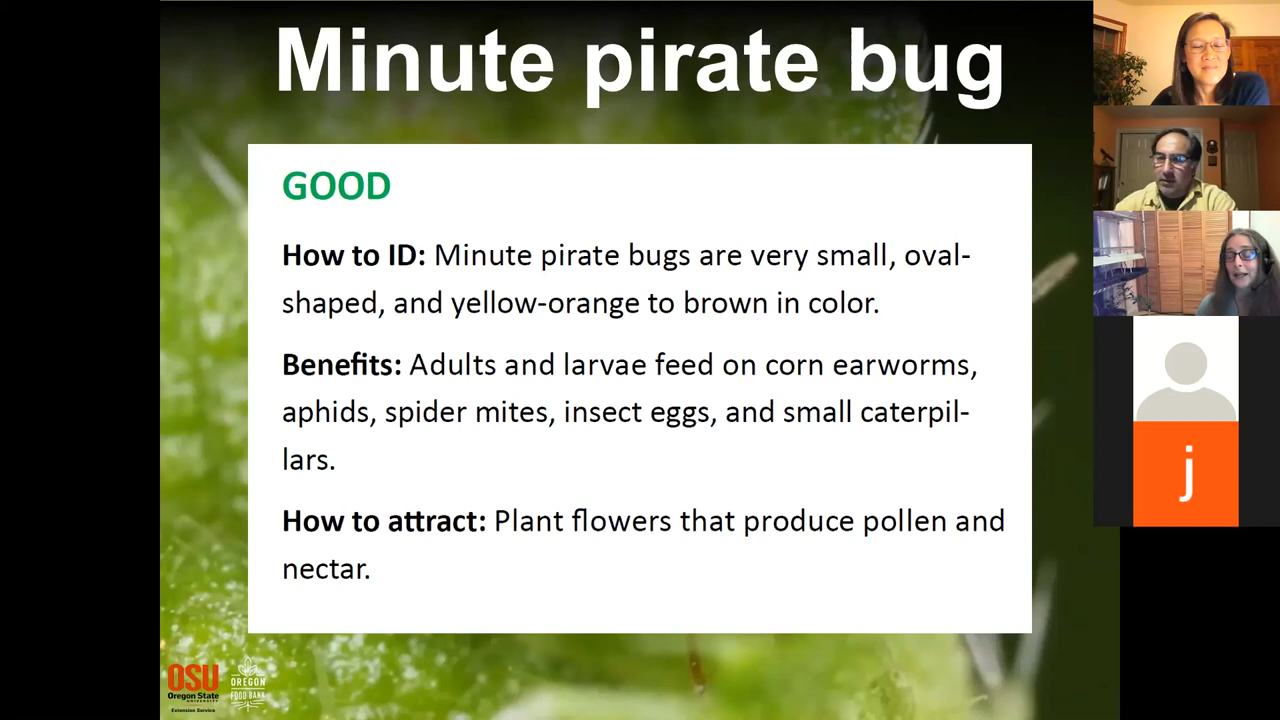 Minute pirate bug
GOOD
How to ID: Minute pirate bugs are very small, oval-
shaped, and yellow-orange to brown in color.
Benefits: Adults and larvae feed on corn earworms,
aphids, spider mites, insect eggs, and small caterpil-
lars.
How to attract: Plant flowers that produce pollen and
nectar.
OSU
Oregon State
UNIVERSITY
Extension Service
OREGON
FOOD BANK
j